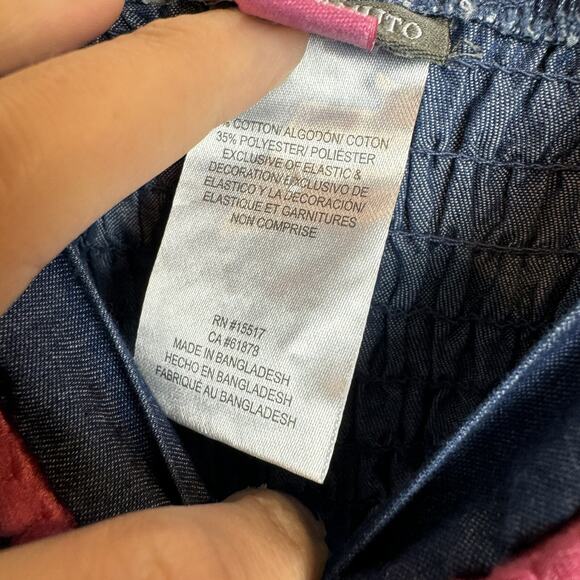 % COTTON/ ALGODÓN/ COTON
35% POLYESTER/ POLIÉSTER
EXCLUSIVE OF ELASTIC &
DECORATION/ EXCLUSIVO DE
ELASTICO Y LA DECORACIÓN/
ELASTIQUE ET GARNITURES
NON COMPRISE
RN #15517
CA #61878
MADE IN BANGLADESH
HECHO EN BANGLADESH
FABRIQUÉ AU BANGLADESH